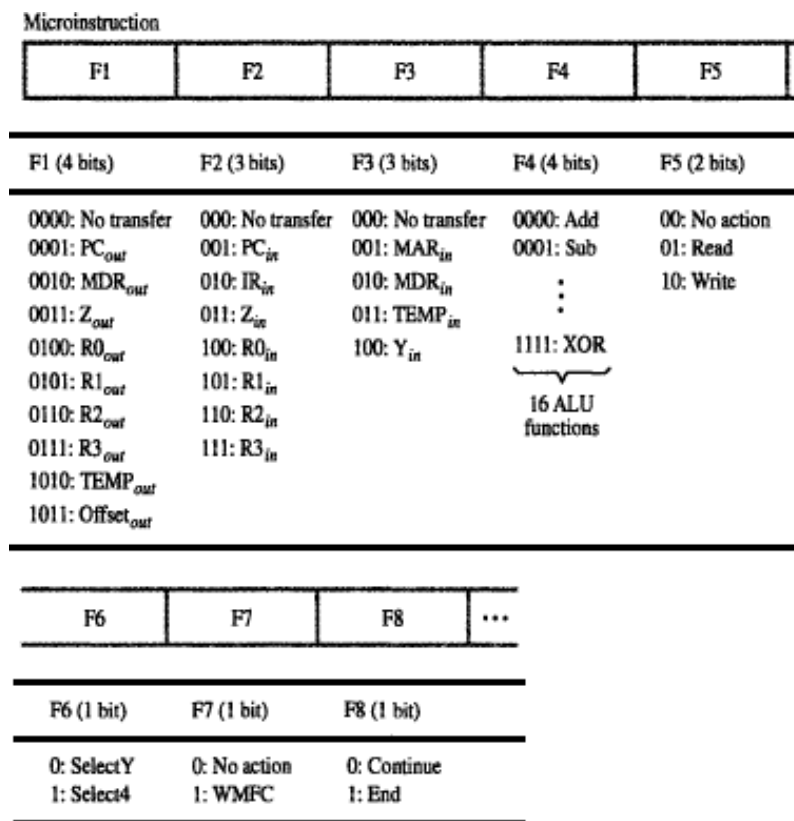 Microinstruction
F1 F2 F3 F4 F5
F1 (4 bits) F2 (3 bits) F3 (3 bits) F4 (4 bits) F5 (2 bits)
0000: No transfer 000: No transfer 000: No transfer 0000: Add 00: No action
0001: PCout 001: PCin 001: MARin 0001: Sub 01: Read
0010: MDRout 010: IRin 010: MDRin ⋮ 10: Write
0011: Zout 011: Zin 011: TEMPin
0100: R0out 100: R0in 100: Yin 1111: XOR
0101: R1out 101: R1in 16 ALU
0110: R2out 110: R2in functions
0111: R3out 111: R3in
1010: TEMPout
1011: Offsetout
F6 F7 F8 ...
F6 (1 bit) F7 (1 bit) F8 (1 bit)
0: SelectY 0: No action 0: Continue
1: Select4 1: WMFC 1: End